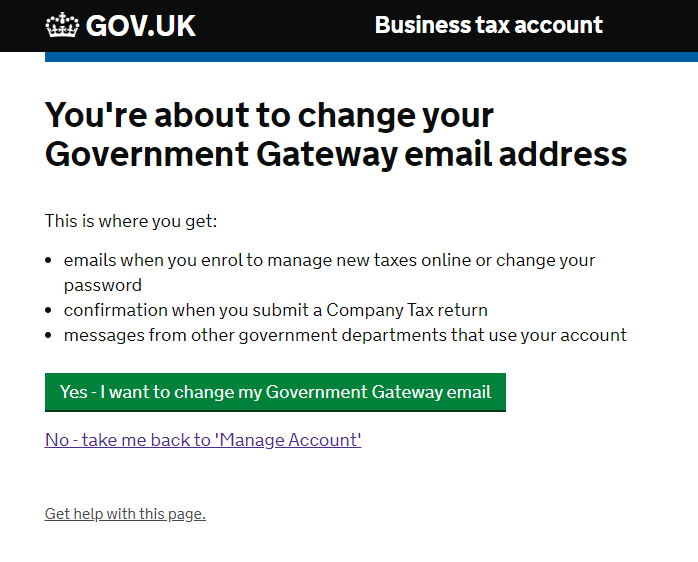 GOV.UK
Business tax account
You're about to change your
Government Gateway email address
This is where you get:
• emails when you enrol to manage new taxes online or change your
password
• confirmation when you submit a Company Tax return
• messages from other government departments that use your account
Yes - I want to change my Government Gateway email
No - take me back to 'Manage Account'
Get help with this page.